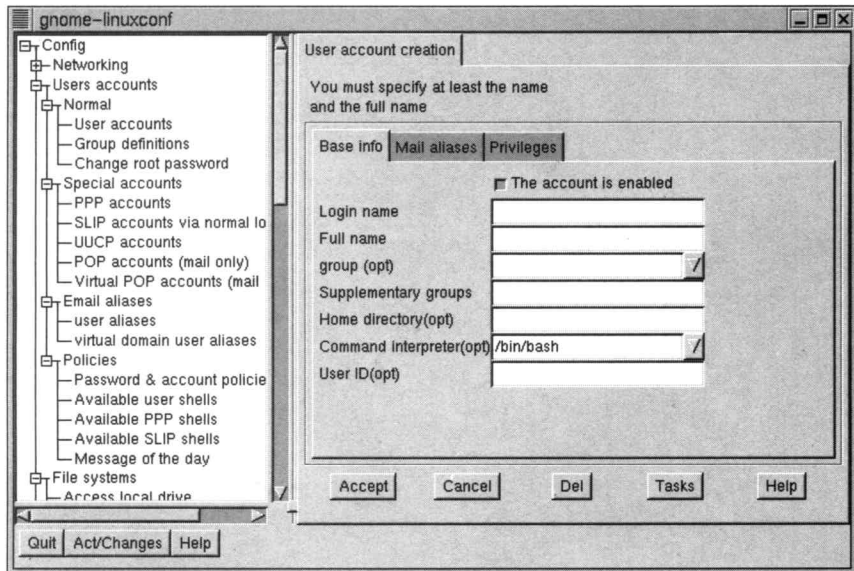 gnome-linuxconf
Config
Networking
Users accounts
Normal
User accounts
Group definitions
Change root password
Special accounts
PPP accounts
SLIP accounts via normal lo
UUCP accounts
POP accounts (mail only)
Virtual POP accounts (mail
Email aliases
user aliases
virtual domain user aliases
Policies
Password & account policie
Available user shells
Available PPP shells
Available SLIP shells
Message of the day
File systems
Access local drive
Quit Act/Changes Help
User account creation
You must specify at least the name
and the full name
Base info Mail aliases Privileges
The account is enabled
Login name
Full name
group (opt)
Supplementary groups
Home directory(opt)
Command interpreter(opt) /bin/bash
User ID(opt)
Accept Cancel Del Tasks Help